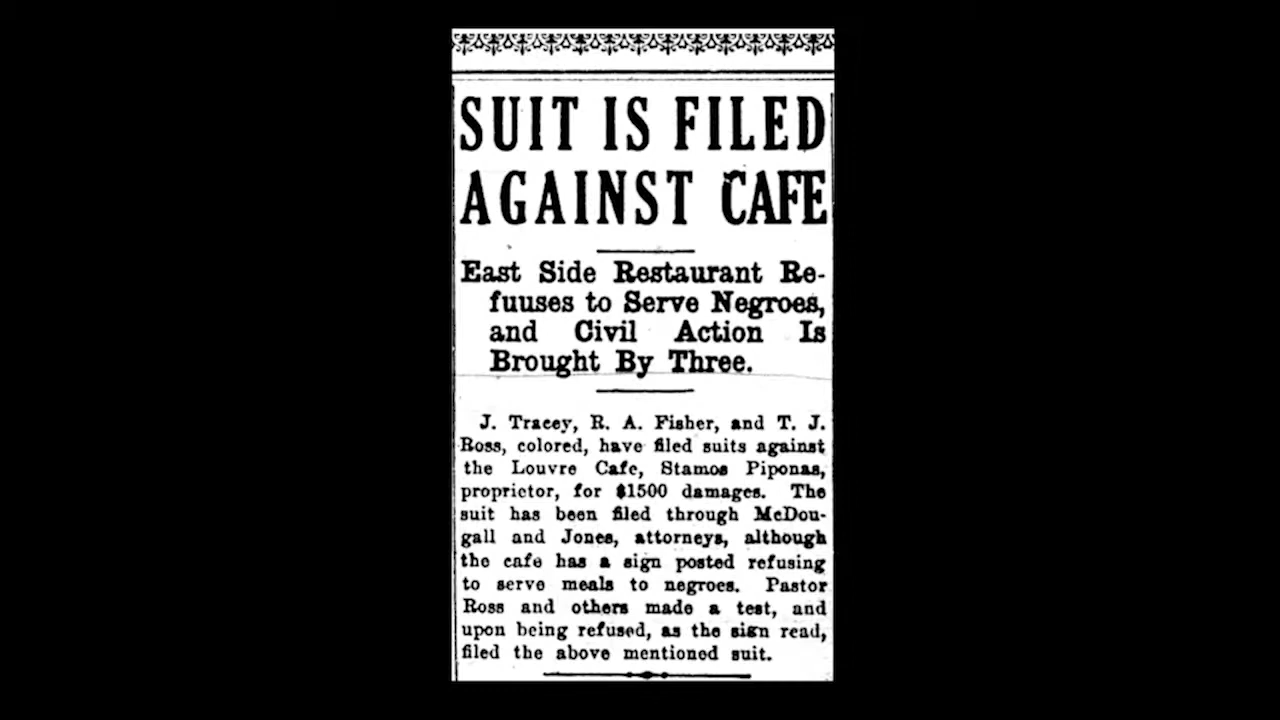 SUIT IS FILED
AGAINST CAFE
East Side Restaurant Re-
fuuses to Serve Negroes,
and Civil Action Is
Brought By Three.
J. Tracey, R. A. Fisher, and T. J.
Ross, colored, have filed suits against
the Louvre Cafe, Stamos Piponas,
proprietor, for $1500 damages. The
suit has been filed through McDou-
gall and Jones, attorneys, although
the cafe has a sign posted refusing
to serve meals to negroes. Pastor
Ross and others made a test, and
upon being refused, as the sign read,
filed the above mentioned suit.